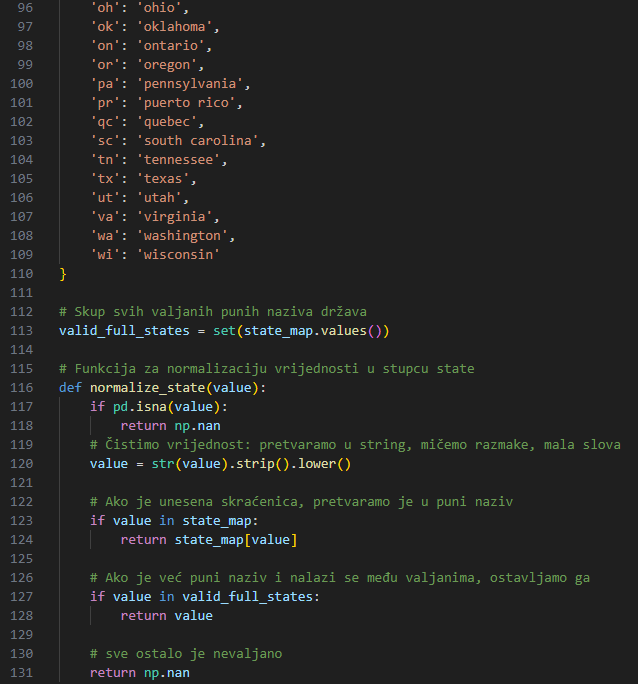 96 'oh': 'ohio',
97 'ok': 'oklahoma',
98 'on': 'ontario',
99 'or': 'oregon',
100 'pa': 'pennsylvania',
101 'pr': 'puerto rico',
102 'qc': 'quebec',
103 'sc': 'south carolina',
104 'tn': 'tennessee',
105 'tx': 'texas',
106 'ut': 'utah',
107 'va': 'virginia',
108 'wa': 'washington',
109 'wi': 'wisconsin'
110 }
111
112 # Skup svih valjanih punih naziva država
113 valid_full_states = set(state_map.values())
114
115 # Funkcija za normalizaciju vrijednosti u stupcu state
116 def normalize_state(value):
117 if pd.isna(value):
118 return np.nan
119 # Čistimo vrijednost: pretvaramo u string, mičemo razmake, mala slova
120 value = str(value).strip().lower()
121
122 # Ako je unesena skraćenica, pretvaramo je u puni naziv
123 if value in state_map:
124 return state_map[value]
125
126 # Ako je već puni naziv i nalazi se među valjanima, ostavljamo ga
127 if value in valid_full_states:
128 return value
129
130 # sve ostalo je nevaljano
131 return np.nan